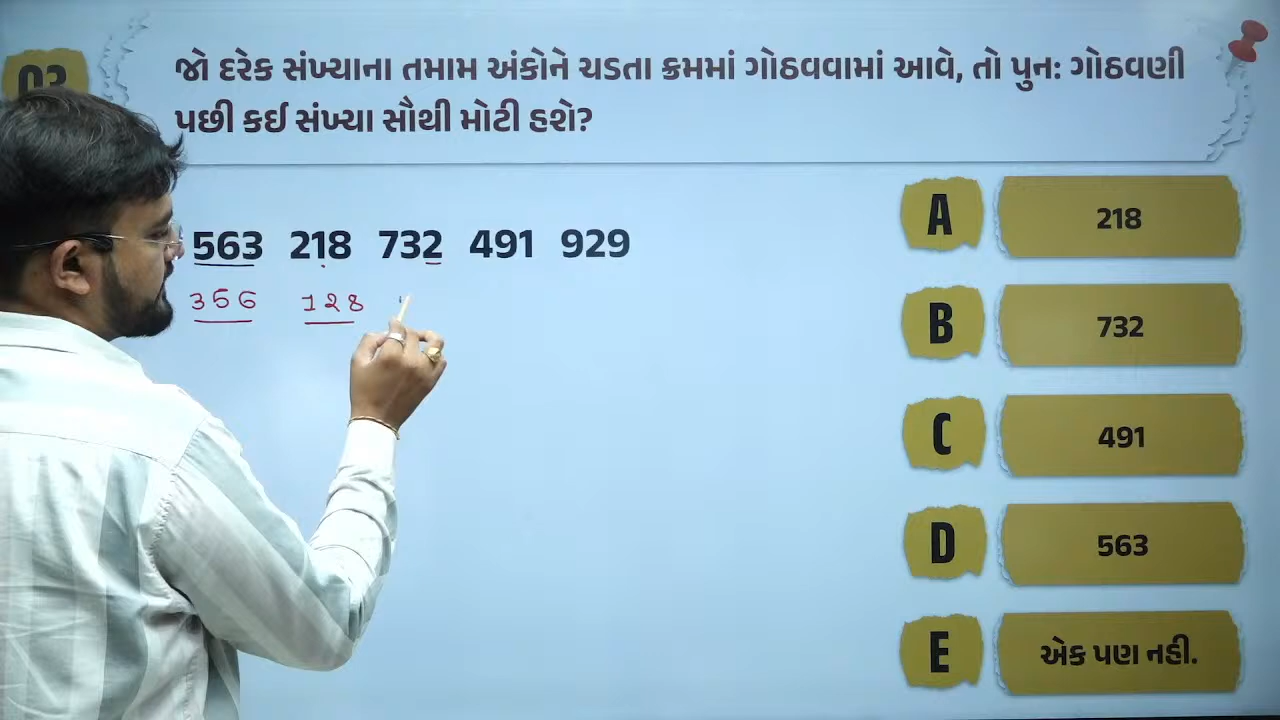 જો દરેક સંખ્યાના તમામ અંકોને ચડતા ક્રમમાં ગોઠવવામાં આવે, તો પુનઃ ગોઠવણી
પછી કઈ સંખ્યા સૌથી મોટી હશે?
563 218 732 491 929
356 128
A 218
B 732
C 491
D 563
E એક પણ નહી.